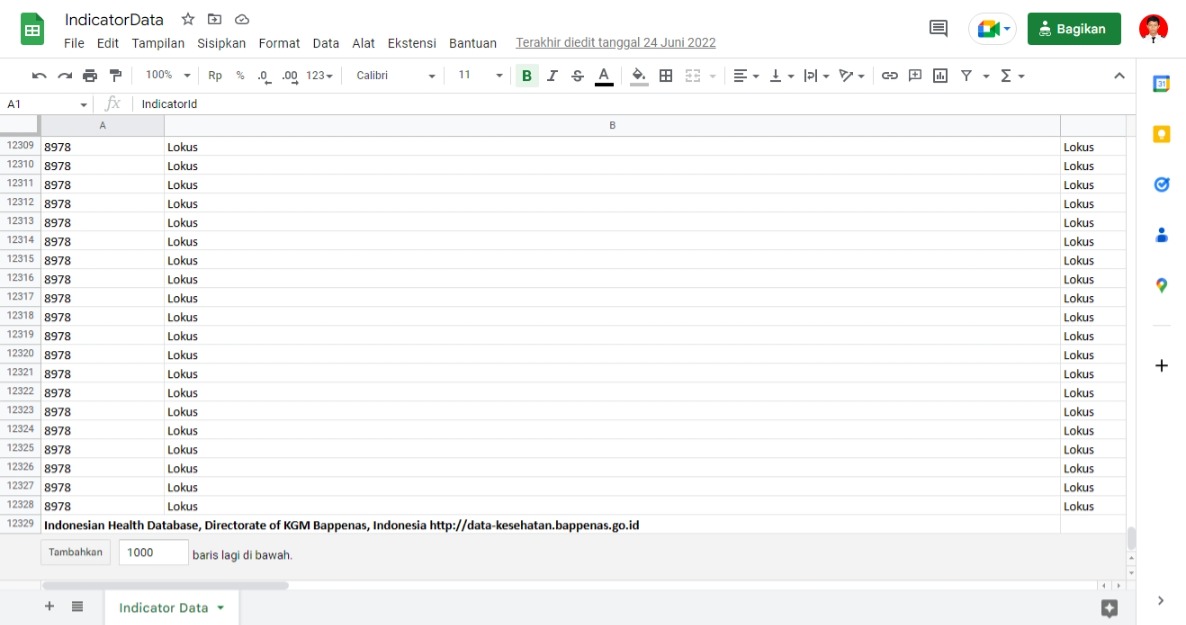 IndicatorData
File Edit Tampilan Sisipkan Format Data Alat Ekstensi Bantuan Terakhir diedit tanggal 24 Juni 2022
Bagikan
100% Rp % .0 .00 123 Calibri 11 B I S A
31
A1 fx IndicatorId
A B
12309 8978 Lokus Lokus
12310 8978 Lokus Lokus
12311 8978 Lokus Lokus
12312 8978 Lokus Lokus
12313 8978 Lokus Lokus
12314 8978 Lokus Lokus
12315 8978 Lokus Lokus
12316 8978 Lokus Lokus
12317 8978 Lokus Lokus
12318 8978 Lokus Lokus
12319 8978 Lokus Lokus
12320 8978 Lokus Lokus
12321 8978 Lokus Lokus
12322 8978 Lokus Lokus
12323 8978 Lokus Lokus
12324 8978 Lokus Lokus
12325 8978 Lokus Lokus
12326 8978 Lokus Lokus
12327 8978 Lokus Lokus
12328 8978 Lokus Lokus
12329 Indonesian Health Database, Directorate of KGM Bappenas, Indonesia http://data-kesehatan.bappenas.go.id
Tambahkan 1000 baris lagi di bawah.
Indicator Data